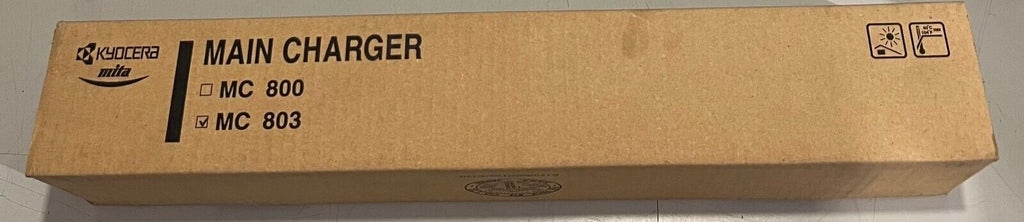 KYOCERA
mita
MAIN CHARGER
MC 800
MC 803